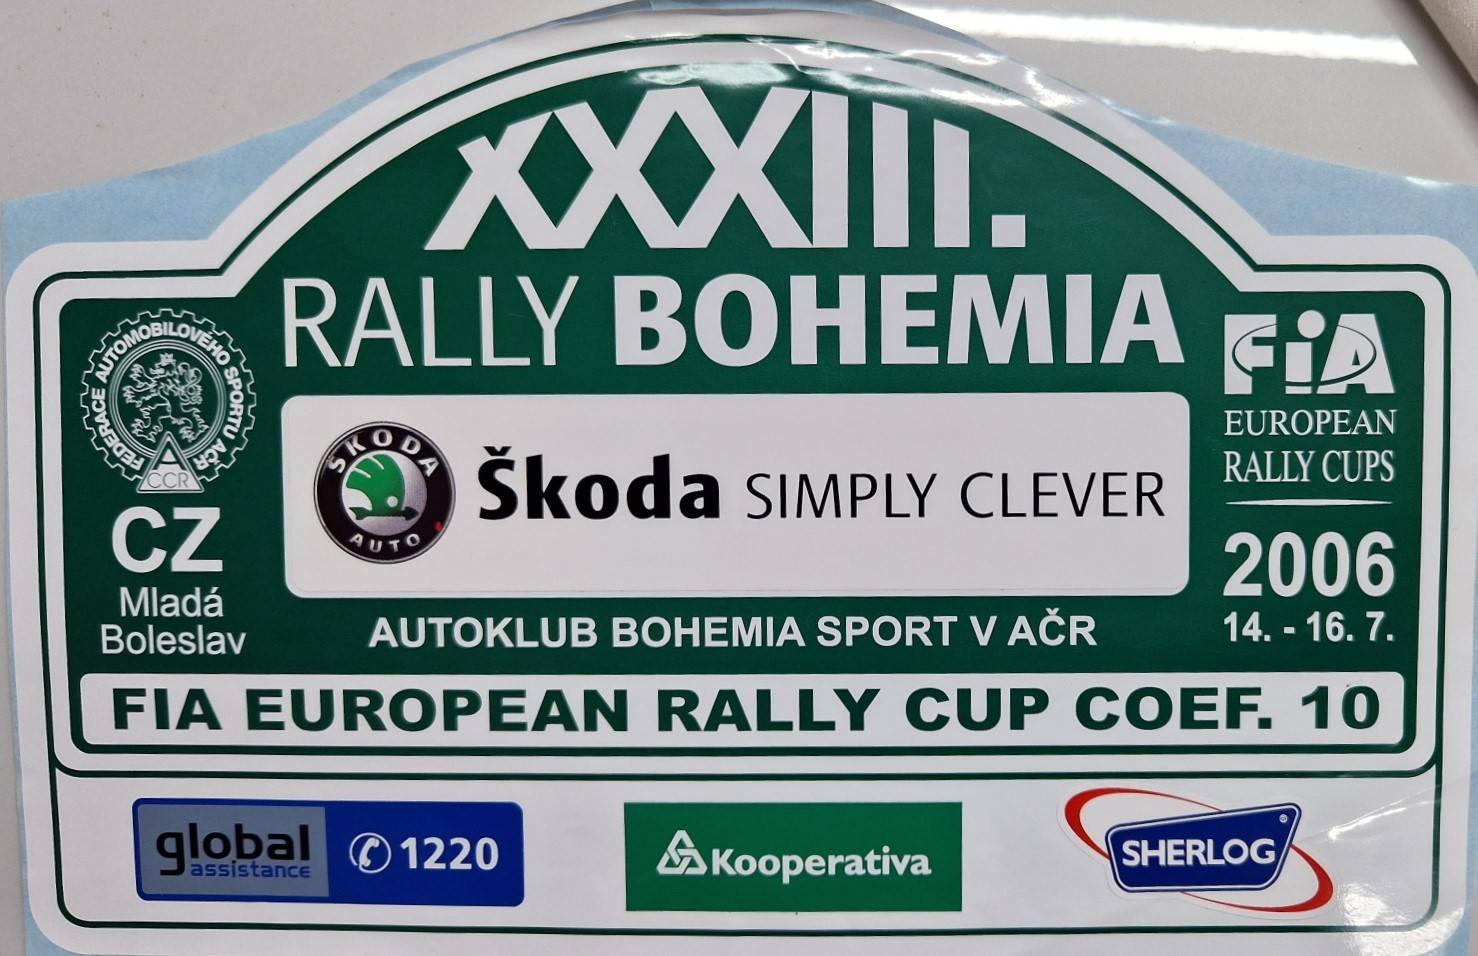 XXXIII.
RALLY BOHEMIA
FEDERACE AUTOMOBILOVÉHO SPORTU AČR
CCR
CZ
Mladá
Boleslav
ŠKODA
AUTO
Škoda SIMPLY CLEVER
AUTOKLUB BOHEMIA SPORT V AČR
FiA
EUROPEAN
RALLY CUPS
2006
14. - 16. 7.
FIA EUROPEAN RALLY CUP COEF. 10
global
assistance
1220
Kooperativa
SHERLOG®